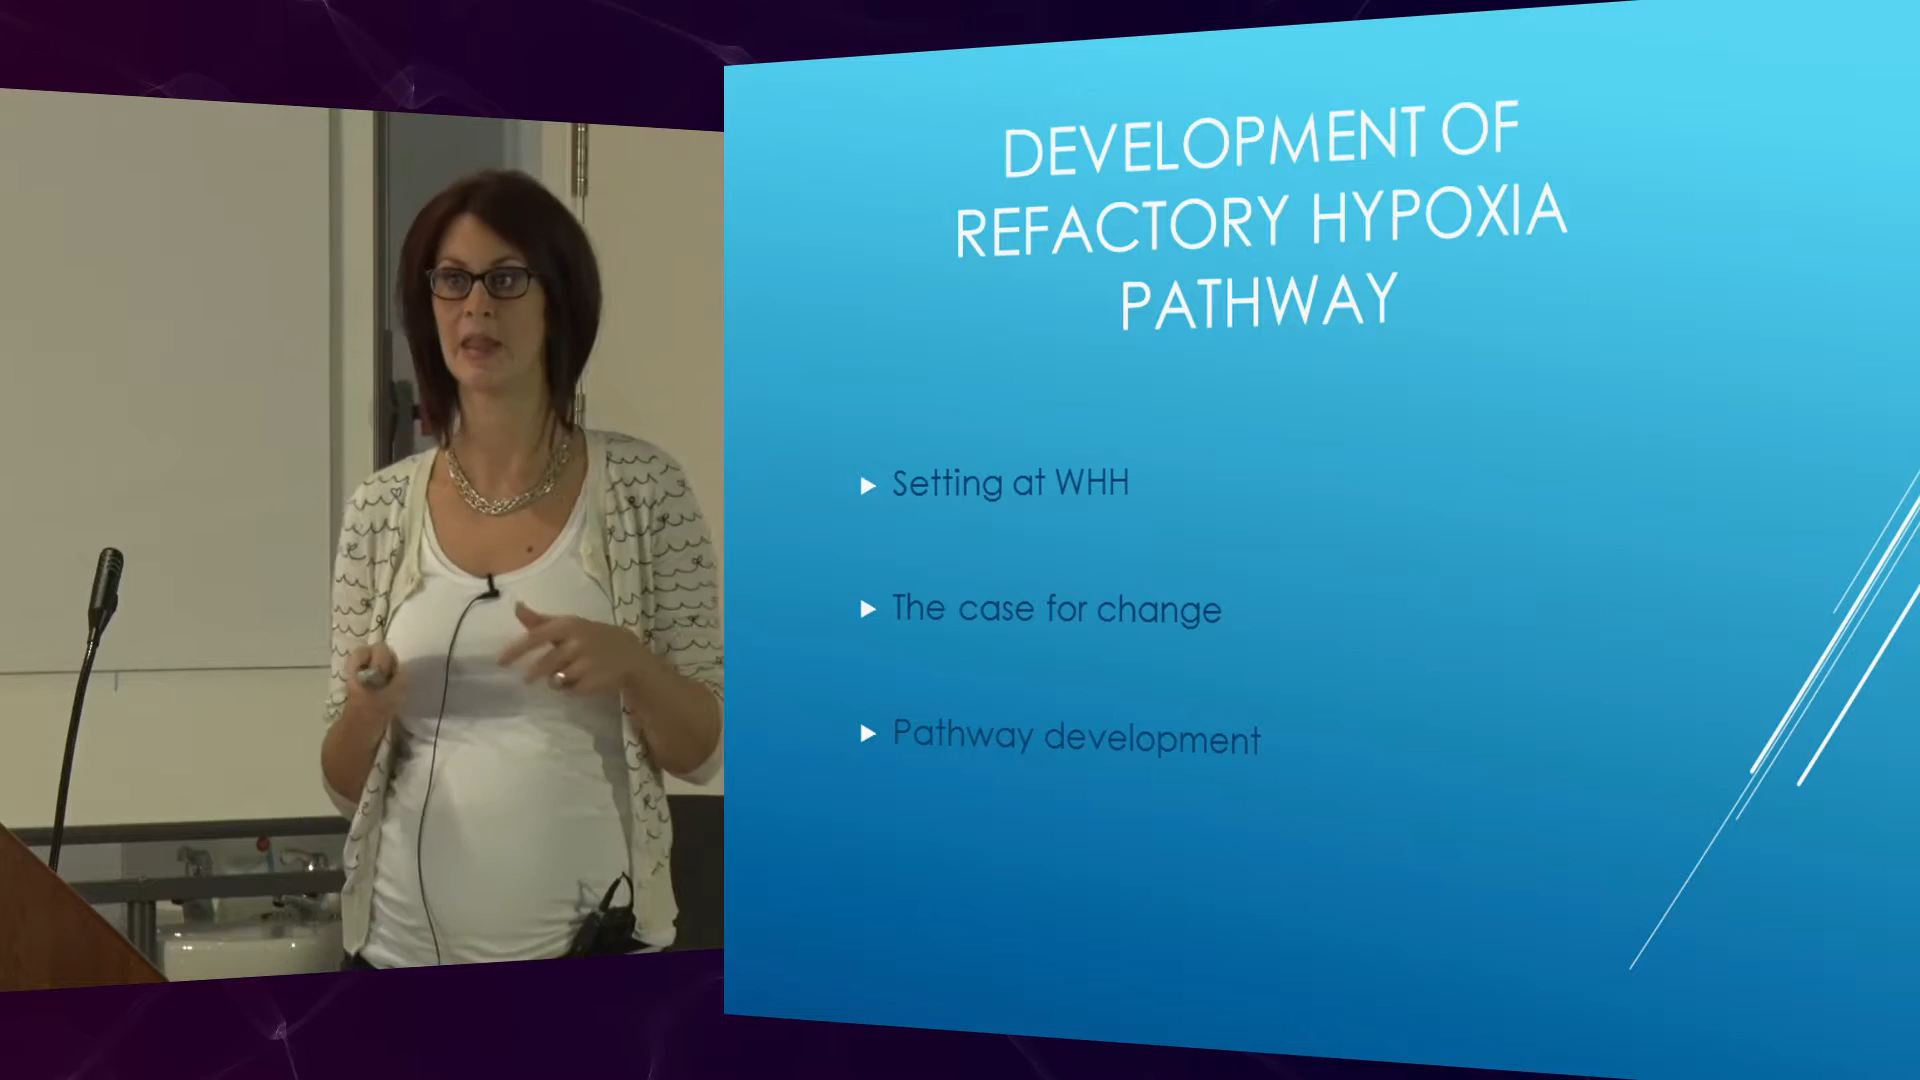 DEVELOPMENT OF
REFACTORY HYPOXIA
PATHWAY
Setting at WHH
The case for change
Pathway development